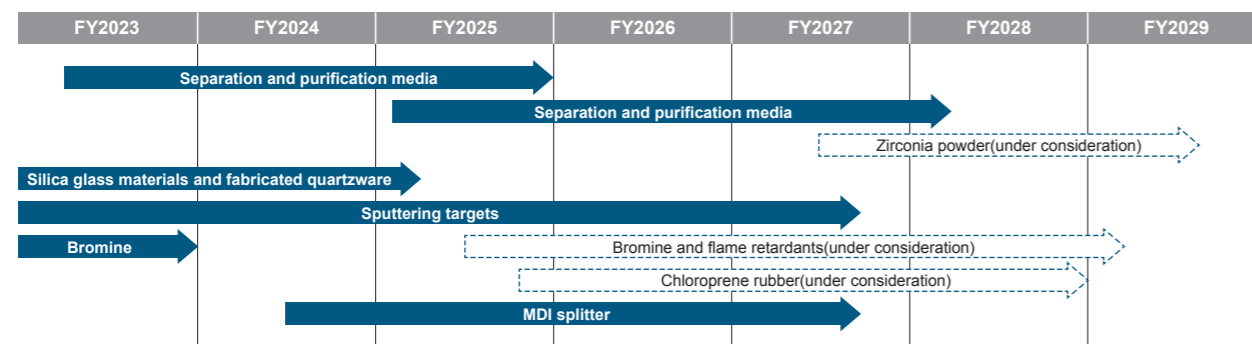 FY2023 FY2024 FY2025 FY2026 FY2027 FY2028 FY2029
Separation and purification media
Separation and purification media
Zirconia powder(under consideration)
Silica glass materials and fabricated quartzware
Sputtering targets
Bromine Bromine and flame retardants(under consideration)
Chloroprene rubber(under consideration)
MDI splitter